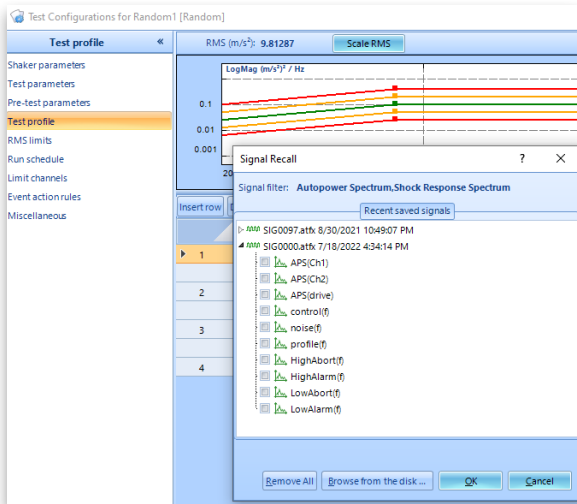 Test Configurations for Random1 [Random]
Test profile «
Shaker parameters
Test parameters
Pre-test parameters
Test profile
RMS limits
Run schedule
Limit channels
Event action rules
Miscellaneous
RMS (m/s²): 9.81287 Scale RMS
LogMag (m/s²)² / Hz
0.1
0.01
0.001
20
Insert row
1
2
3
4
Signal Recall ? X
Signal filter: Autopower Spectrum,Shock Response Spectrum
Recent saved signals
SIG0097.atfx 8/30/2021 10:49:07 PM
SIG0000.atfx 7/18/2022 4:34:14 PM
APS(Ch1)
APS(Ch2)
APS(drive)
control(f)
noise(f)
profile(f)
HighAbort(f)
HighAlarm(f)
LowAbort(f)
LowAlarm(f)
Remove All Browse from the disk ... OK Cancel